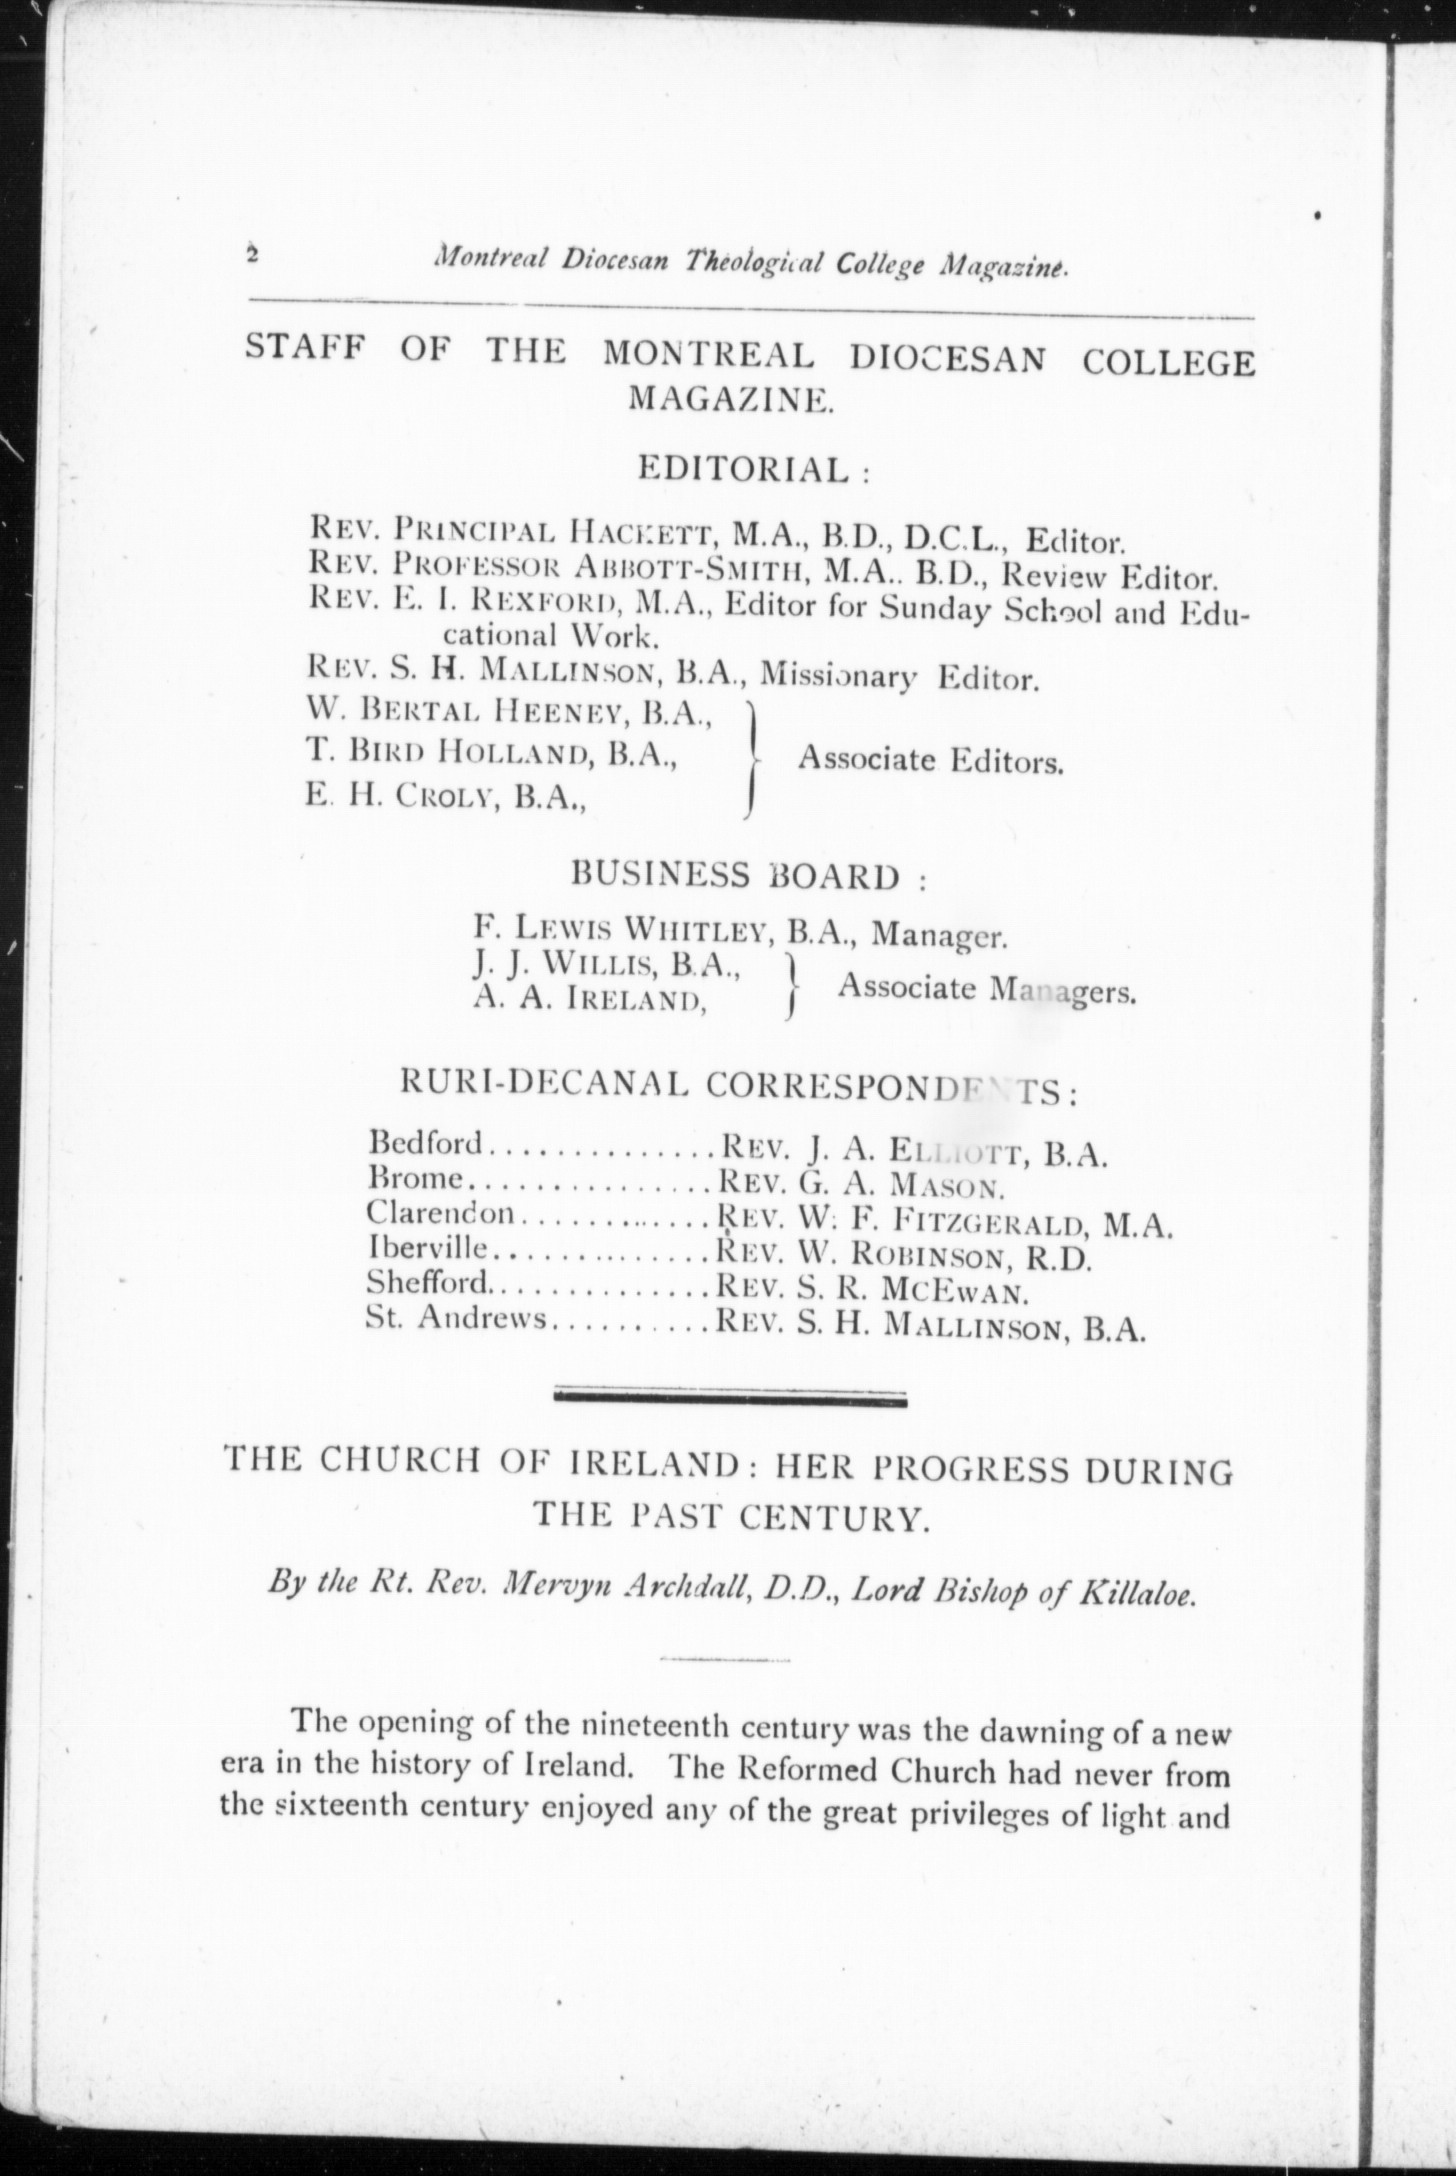 2 Montreal Diocesan Theological College Magazine.
STAFF OF THE MONTREAL DIOCESAN COLLEGE
MAGAZINE.
EDITORIAL :
REV. PRINCIPAL HACKETT, M.A., B.D., D.C.L., Editor.
REV. PROFESSOR ABBOTT-SMITH, M.A.. B.D., Review Editor.
REV. E. I. REXFORD, M.A., Editor for Sunday School and Edu-
cational Work.
REV. S. H. MALLINSON, B.A., Missionary Editor.
W. BERTAL HEENEY, B.A.,
T. BIRD HOLLAND, B.A., } Associate Editors.
E. H. CROLY, B.A.,
BUSINESS BOARD :
F. LEWIS WHITLEY, B.A., Manager.
J. J. WILLIS, B.A., } Associate Managers.
A. A. IRELAND,
RURI-DECANAL CORRESPONDENTS :
Bedford..............REV. J. A. ELLIOTT, B.A.
Brome...............REV. G. A. MASON.
Clarendon............REV. W. F. FITZGERALD, M.A.
Iberville..............REV. W. ROBINSON, R.D.
Shefford..............REV. S. R. MCEWAN.
St. Andrews..........REV. S. H. MALLINSON, B.A.
THE CHURCH OF IRELAND : HER PROGRESS DURING
THE PAST CENTURY.
By the Rt. Rev. Mervyn Archdall, D.D., Lord Bishop of Killaloe.
The opening of the nineteenth century was the dawning of a new
era in the history of Ireland. The Reformed Church had never from
the sixteenth century enjoyed any of the great privileges of light and